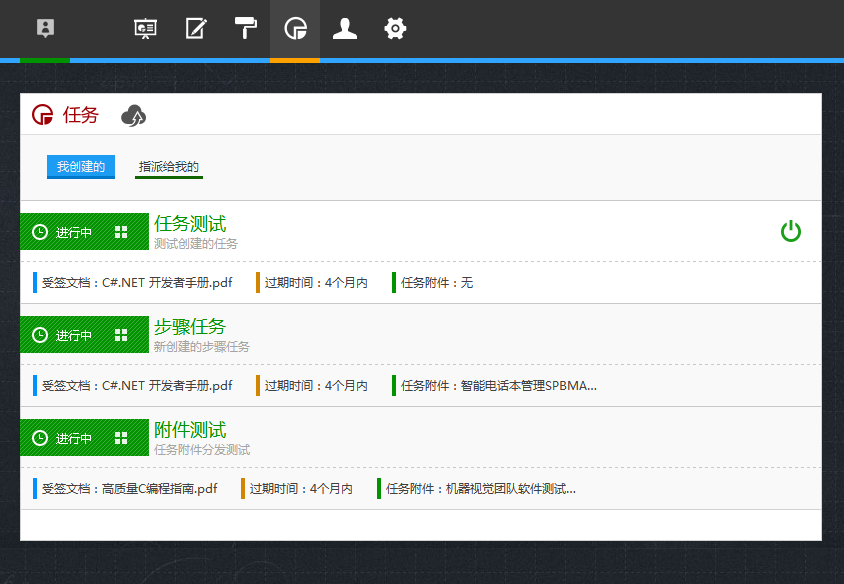 任务
我创建的 指派给我的
进行中 任务测试
测试创建的任务
受签文档：C#.NET 开发者手册.pdf 过期时间：4个月内 任务附件：无
进行中 步骤任务
新创建的步骤任务
受签文档：C#.NET 开发者手册.pdf 过期时间：4个月内 任务附件：智能电话本管理SPBMA...
进行中 附件测试
任务附件分发测试
受签文档：高质量C编程指南.pdf 过期时间：4个月内 任务附件：机器视觉团队软件测试...